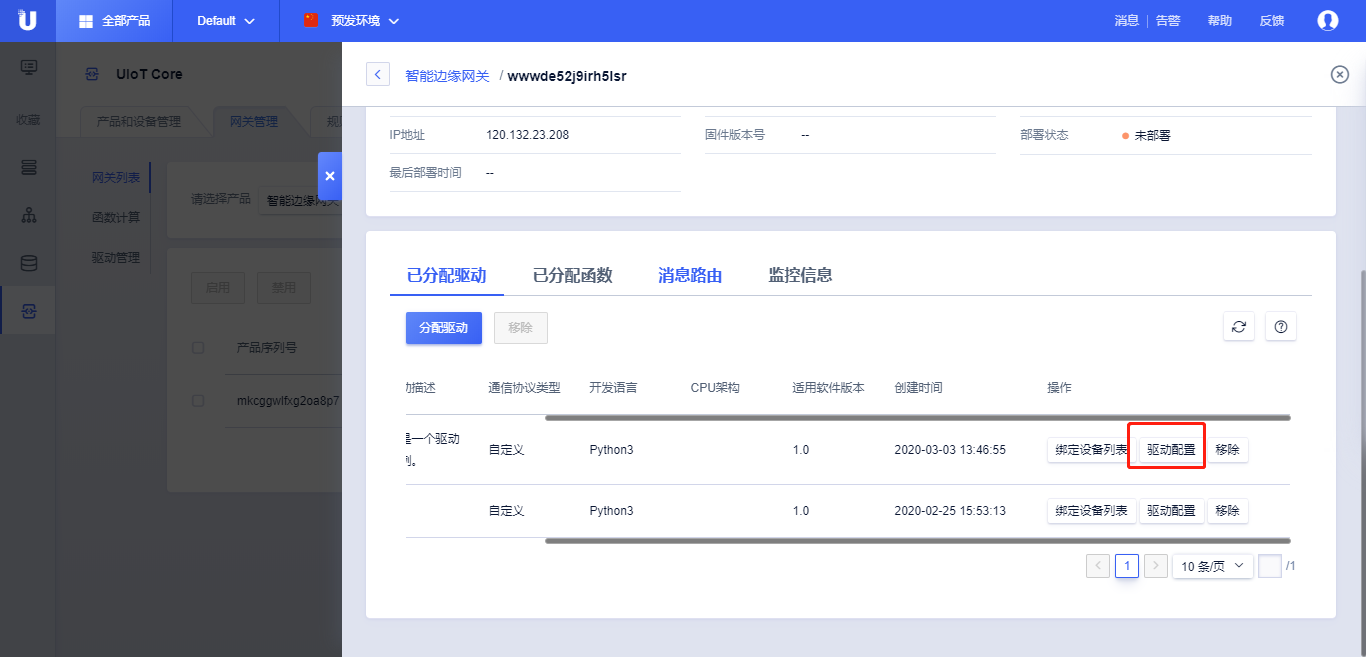 全部产品
Default
预发环境
消息
告警
帮助
反馈
收藏
UIoT Core
产品和设备管理
网关管理
网关列表
函数计算
驱动管理
请选择产品
智能边缘网关
启用
禁用
产品序列号
mkcggwlfxg2oa8p7
智能边缘网关 / wwwde52j9irh5lsr
IP地址 120.132.23.208
固件版本号 --
部署状态 未部署
最后部署时间 --
已分配驱动 已分配函数 消息路由 监控信息
分配驱动 移除
描述 通信协议类型 开发语言 CPU架构 适用软件版本 创建时间 操作
是一个驱动
例。
自定义 Python3 1.0 2020-03-03 13:46:55 绑定设备列表 驱动配置 移除
自定义 Python3 1.0 2020-02-25 15:53:13 绑定设备列表 驱动配置 移除
1 10 条/页 /1